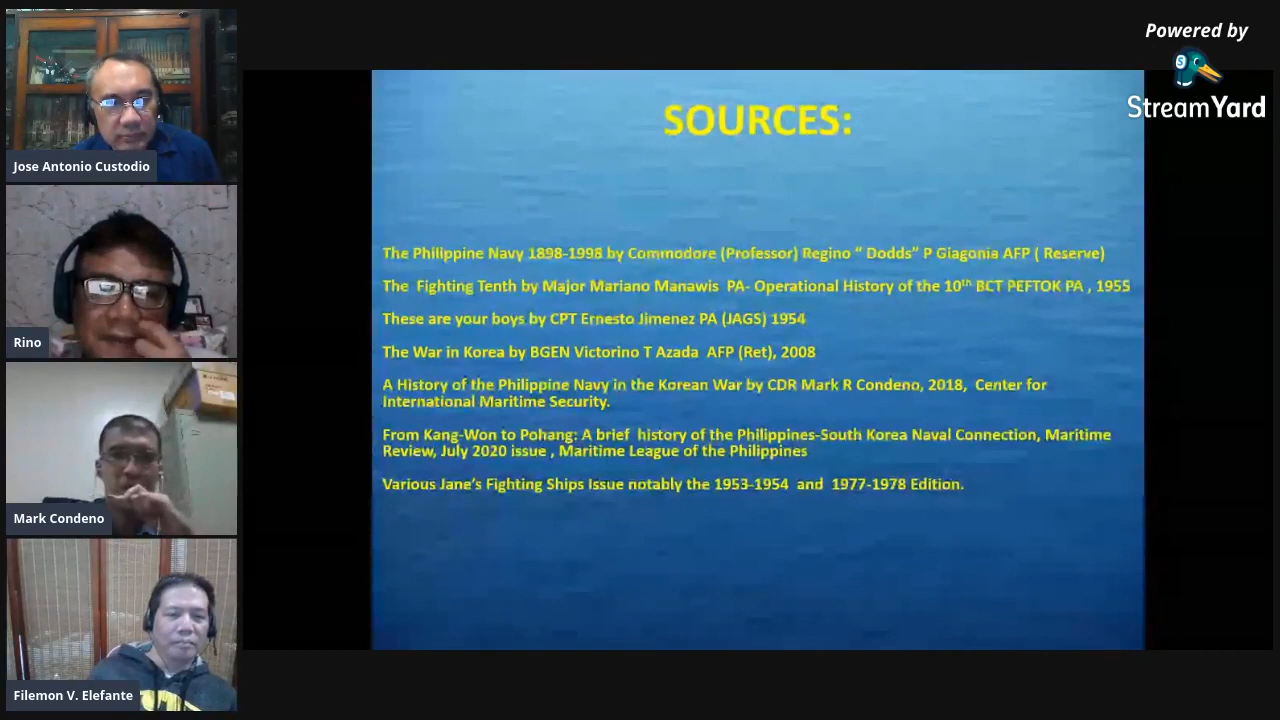 Powered by
StreamYard
SOURCES:
The Philippine Navy 1898-1998 by Commodore (Professor) Regino “ Dodds” P Giagonia AFP ( Reserve)
The Fighting Tenth by Major Mariano Manawis PA- Operational History of the 10th BCT PEFTOK PA , 1955
These are your boys by CPT Ernesto Jimenez PA (JAGS) 1954
The War in Korea by BGEN Victorino T Azada AFP (Ret), 2008
A History of the Philippine Navy in the Korean War by CDR Mark R Condeno, 2018, Center for
International Maritime Security.
From Kang-Won to Pohang: A brief history of the Philippines-South Korea Naval Connection, Maritime
Review, July 2020 issue , Maritime League of the Philippines
Various Jane’s Fighting Ships Issue notably the 1953-1954 and 1977-1978 Edition.
Jose Antonio Custodio
Rino
Mark Condeno
Filemon V. Elefante